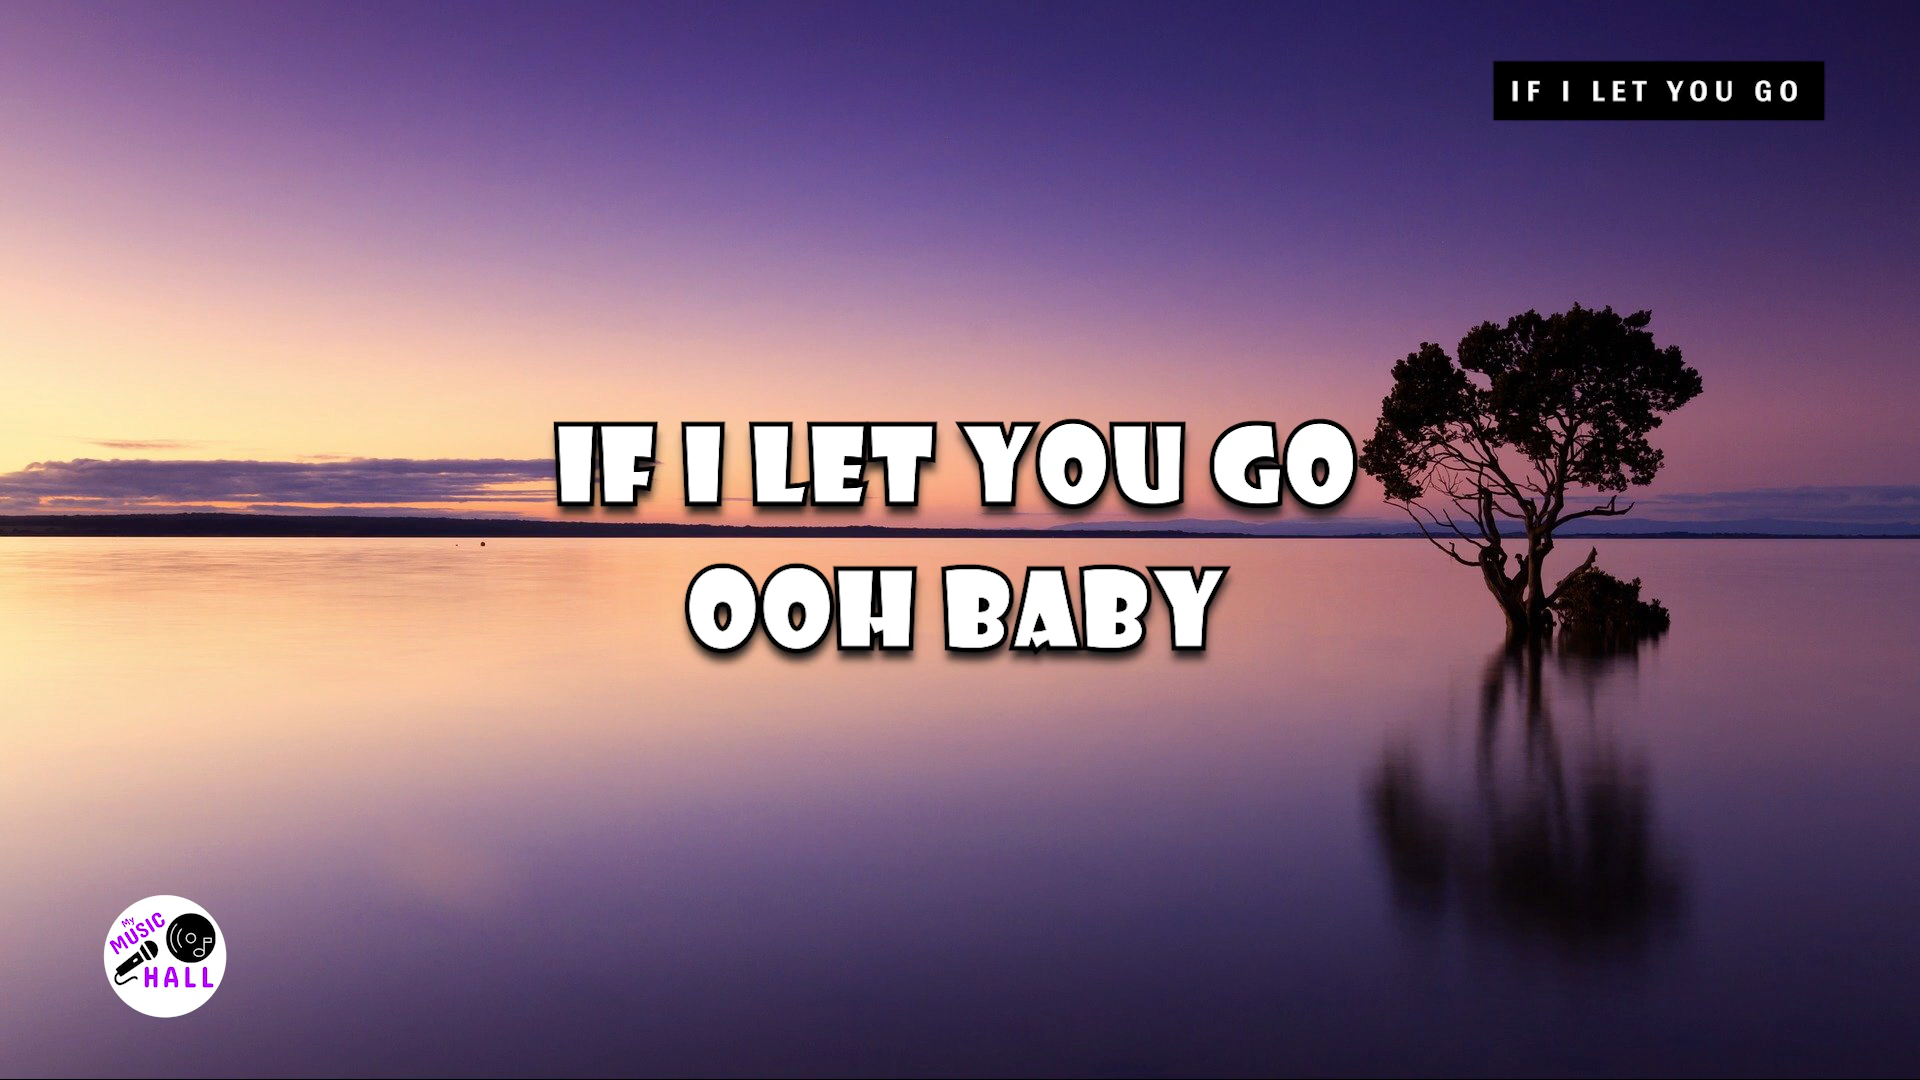 IF I LET YOU GO
IF I LET YOU GO
OOH BABY
My
MUSIC
HALL